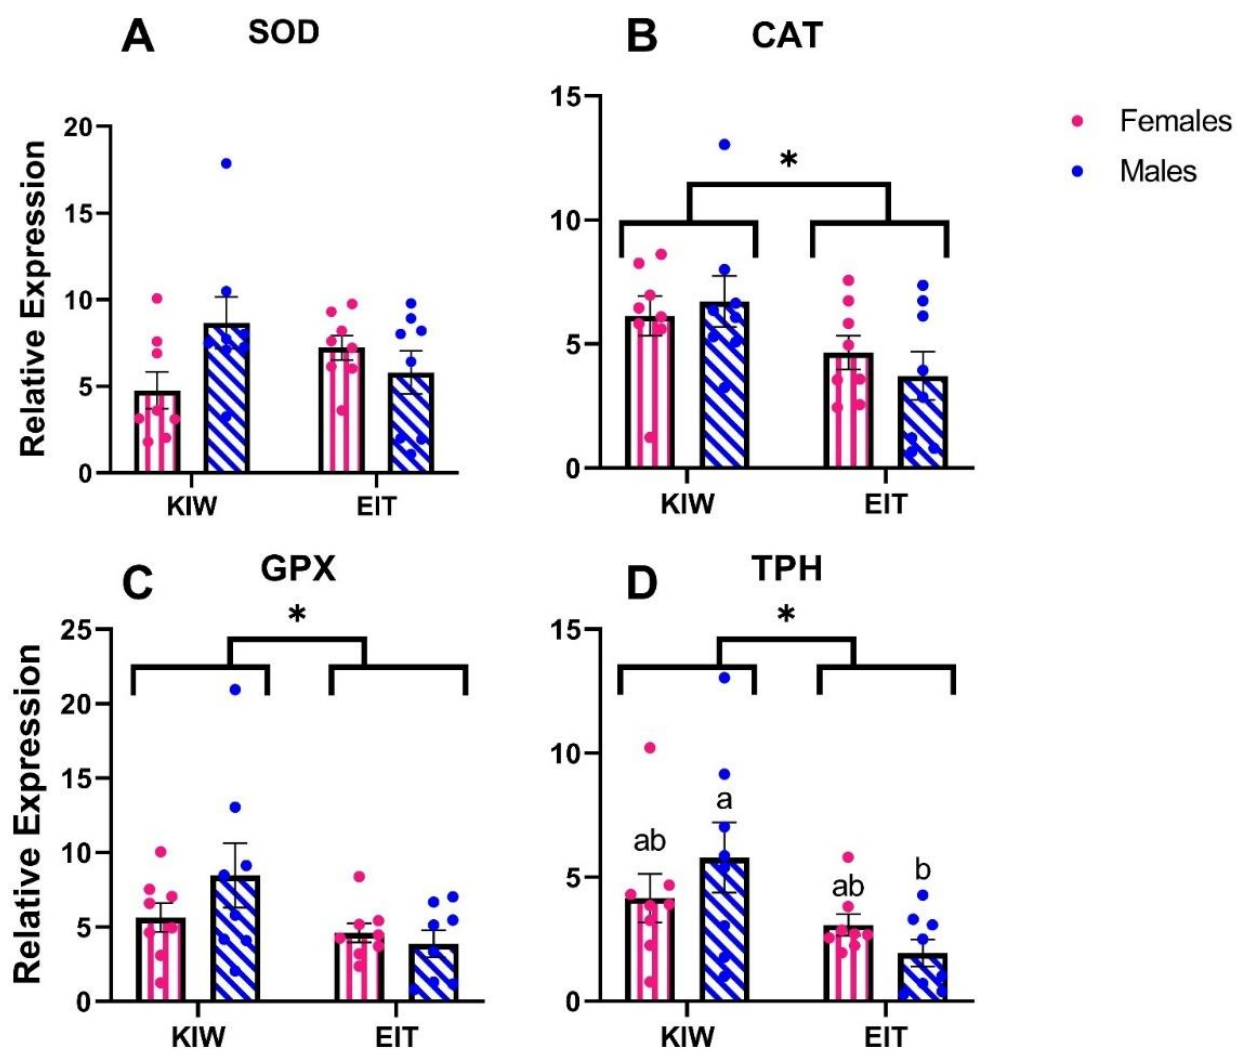 A SOD
B CAT
Females
Males
Relative Expression
20
15
10
5
0
KIW EIT
15
10
5
0
*
KIW EIT
C GPX
D TPH
Relative Expression
25
20
15
10
5
0
*
KIW EIT
15
10
5
0
*
ab
a
ab
b
KIW EIT